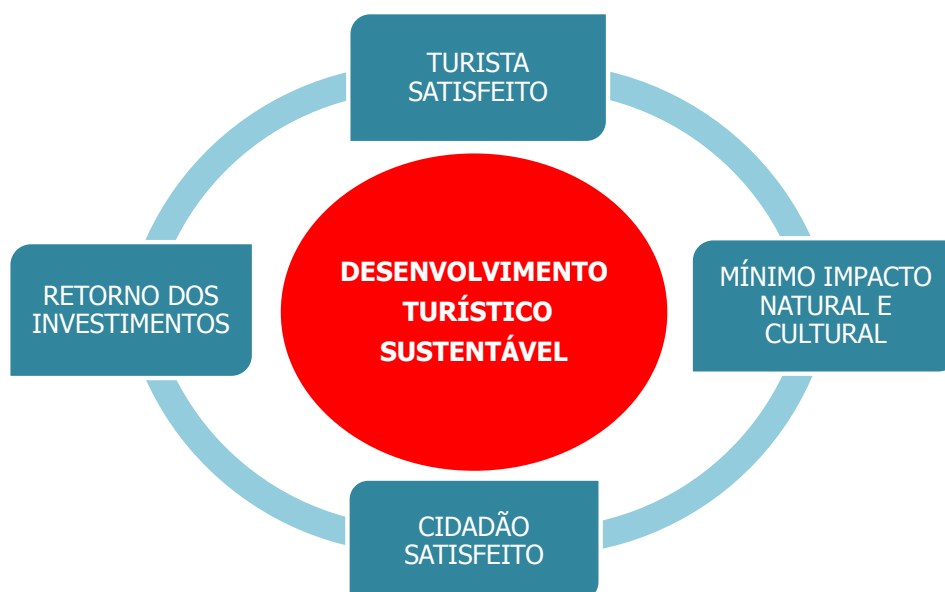 TURISTA
SATISFEITO
RETORNO DOS
INVESTIMENTOS
DESENVOLVIMENTO
TURÍSTICO
SUSTENTÁVEL
MÍNIMO IMPACTO
NATURAL E
CULTURAL
CIDADÃO
SATISFEITO